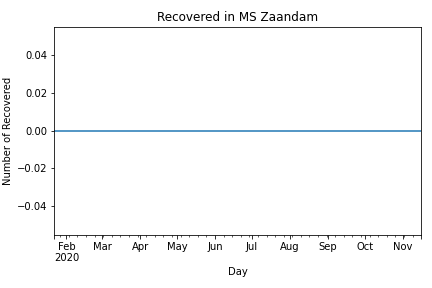 Recovered in MS Zaandam
Number of Recovered
0.04
0.02
0.00
−0.02
−0.04
Feb Mar Apr May Jun Jul Aug Sep Oct Nov
2020
Day